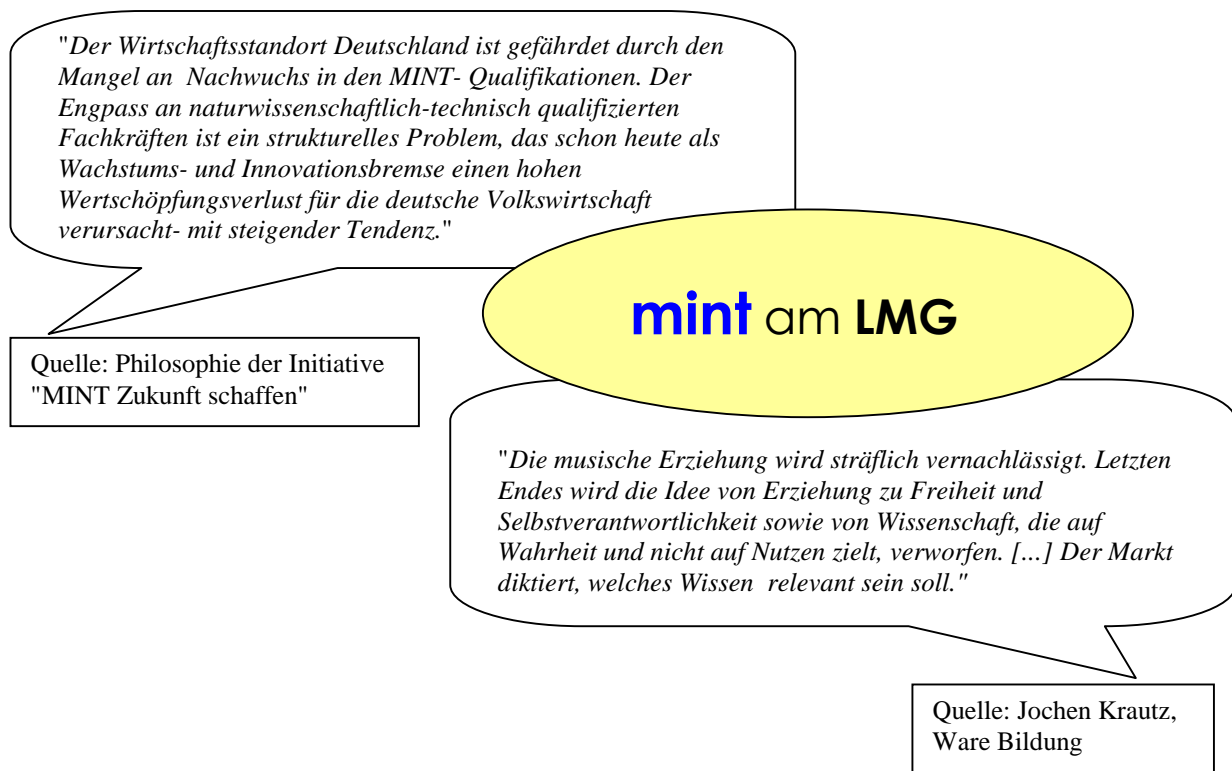 "Der Wirtschaftsstandort Deutschland ist gefährdet durch den
Mangel an  Nachwuchs in den MINT- Qualifikationen. Der
Engpass an naturwissenschaftlich-technisch qualifizierten
Fachkräften ist ein strukturelles Problem, das schon heute als
Wachstums- und Innovationsbremse einen hohen
Wertschöpfungsverlust für die deutsche Volkswirtschaft
verursacht- mit steigender Tendenz."
Quelle: Philosophie der Initiative
"MINT Zukunft schaffen"
mint am LMG
"Die musische Erziehung wird sträflich vernachlässigt. Letzten
Endes wird die Idee von Erziehung zu Freiheit und
Selbstverantwortlichkeit sowie von Wissenschaft, die auf
Wahrheit und nicht auf Nutzen zielt, verworfen. [...] Der Markt
diktiert, welches Wissen  relevant sein soll."
Quelle: Jochen Krautz,
Ware Bildung